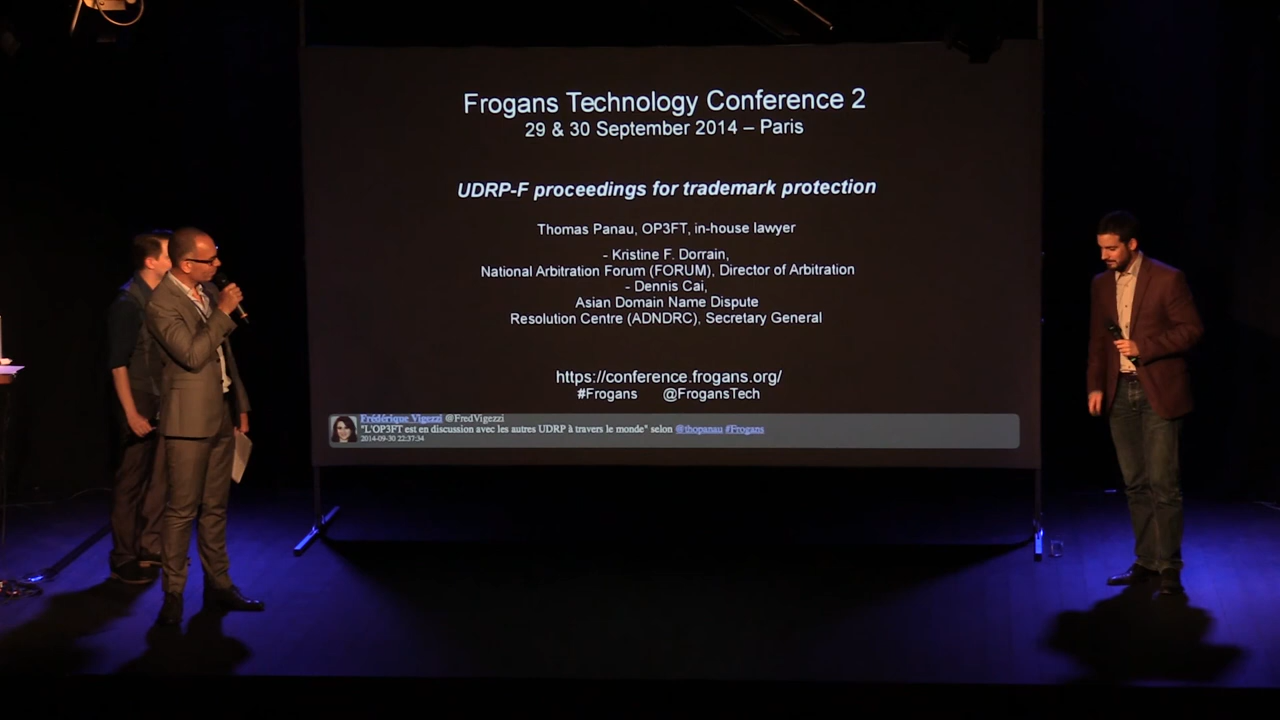 Frogans Technology Conference 2
29 & 30 September 2014 – Paris
UDRP-F proceedings for trademark protection
Thomas Panau, OP3FT, in-house lawyer
- Kristine F. Dorrain,
National Arbitration Forum (FORUM), Director of Arbitration
- Dennis Cai,
Asian Domain Name Dispute
Resolution Centre (ADNDRC), Secretary General
https://conference.frogans.org/
#Frogans @FrogansTech
Frédérique Vigezzi @FredVigezzi
"L'OP3FT est en discussion avec les autres UDRP à travers le monde" selon @thopanau #Frogans
2014-09-30 22:37:34